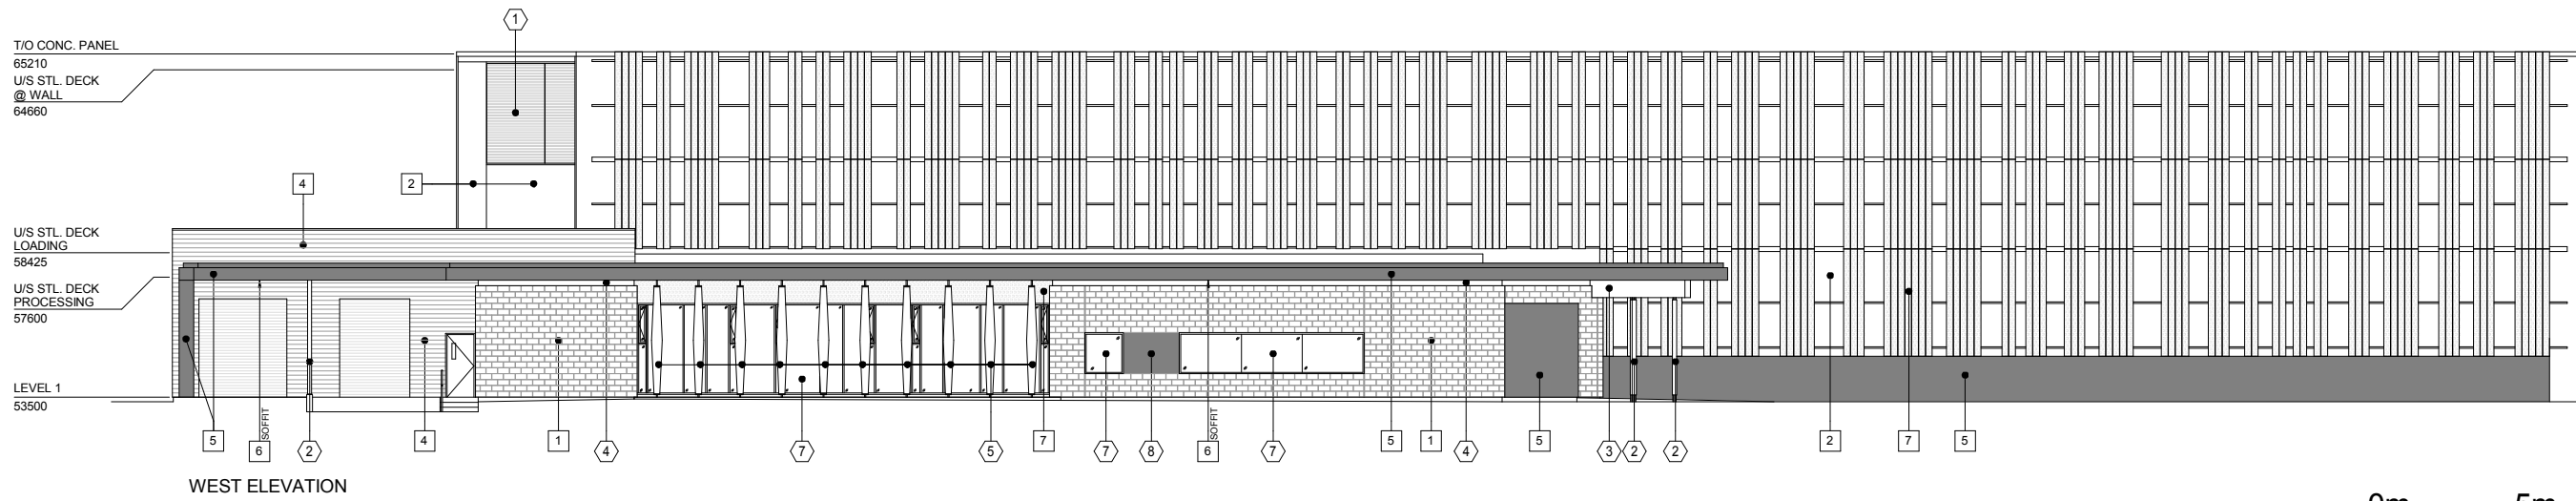 1
T/O CONC. PANEL
65210
U/S STL. DECK
@ WALL
64660
4
2
U/S STL. DECK
LOADING
58425
U/S STL. DECK
PROCESSING
57600
LEVEL 1
53500
SOFFIT
SOFFIT
5
6
2
4
1
4
7
5
7
7
8
6
7
5
1
4
5
3
2
2
2
7
5
WEST ELEVATION
0m
5m